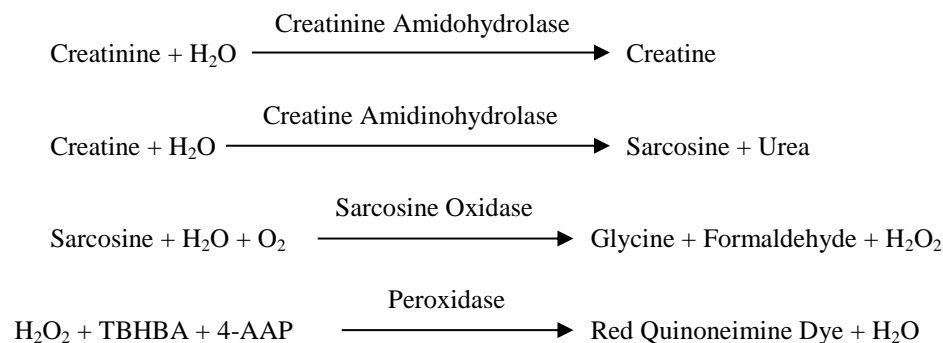 Creatinine Amidohydrolase
Creatinine + H₂O Creatine
Creatine Amidinohydrolase
Creatine + H₂O Sarcosine + Urea
Sarcosine Oxidase
Sarcosine + H₂O + O₂ Glycine + Formaldehyde + H₂O₂
Peroxidase
H₂O₂ + TBHBA + 4-AAP Red Quinoneimine Dye + H₂O